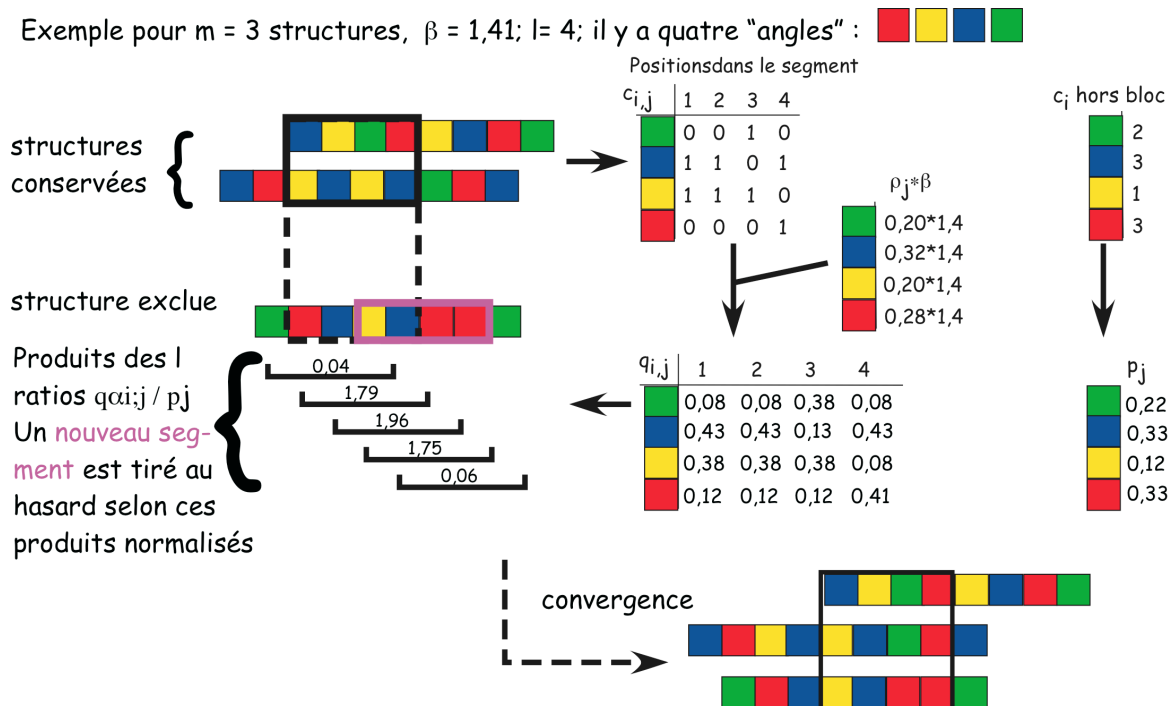 Exemple pour m = 3 structures, β = 1,41; l= 4; il y a quatre “angles” :
Positionsdans le segment
ci,j 1 2 3 4
0 0 1 0
1 1 0 1
1 1 1 0
0 0 0 1
ci hors bloc
2
3
1
3
structures
conservées
ρj*β
0,20*1,4
0,32*1,4
0,20*1,4
0,28*1,4
structure exclue
Produits des l
ratios qαi;j / pj
Un nouveau seg-
ment est tiré au
hasard selon ces
produits normalisés
0,04
1,79
1,96
1,75
0,06
qi,j 1 2 3 4
0,08 0,08 0,38 0,08
0,43 0,43 0,13 0,43
0,38 0,38 0,38 0,08
0,12 0,12 0,12 0,41
pj
0,22
0,33
0,12
0,33
convergence